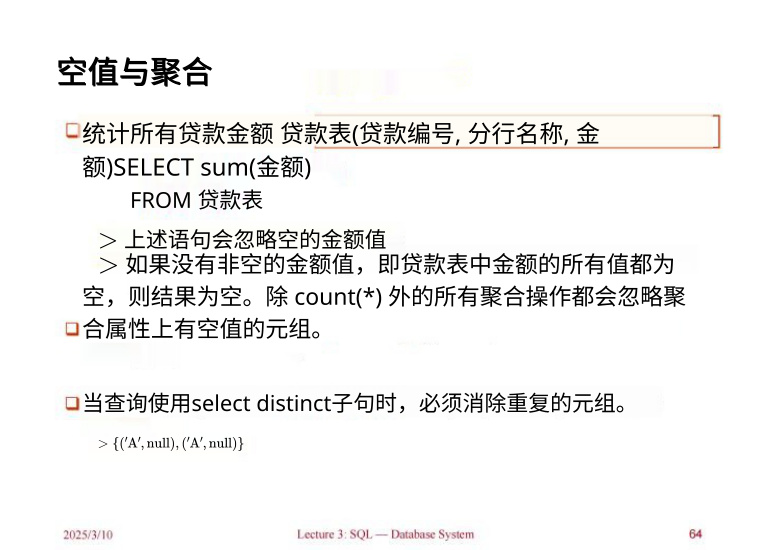 空值与聚合
统计所有贷款金额 贷款表(贷款编号, 分行名称, 金
额)SELECT sum(金额)
FROM 贷款表
> 上述语句会忽略空的金额值
> 如果没有非空的金额值，即贷款表中金额的所有值都为
空，则结果为空。除 count(*) 外的所有聚合操作都会忽略聚
合属性上有空值的元组。
当查询使用select distinct子句时，必须消除重复的元组。
> {('A', null), ('A', null)}
2025/3/10 Lecture 3: SQL — Database System 64